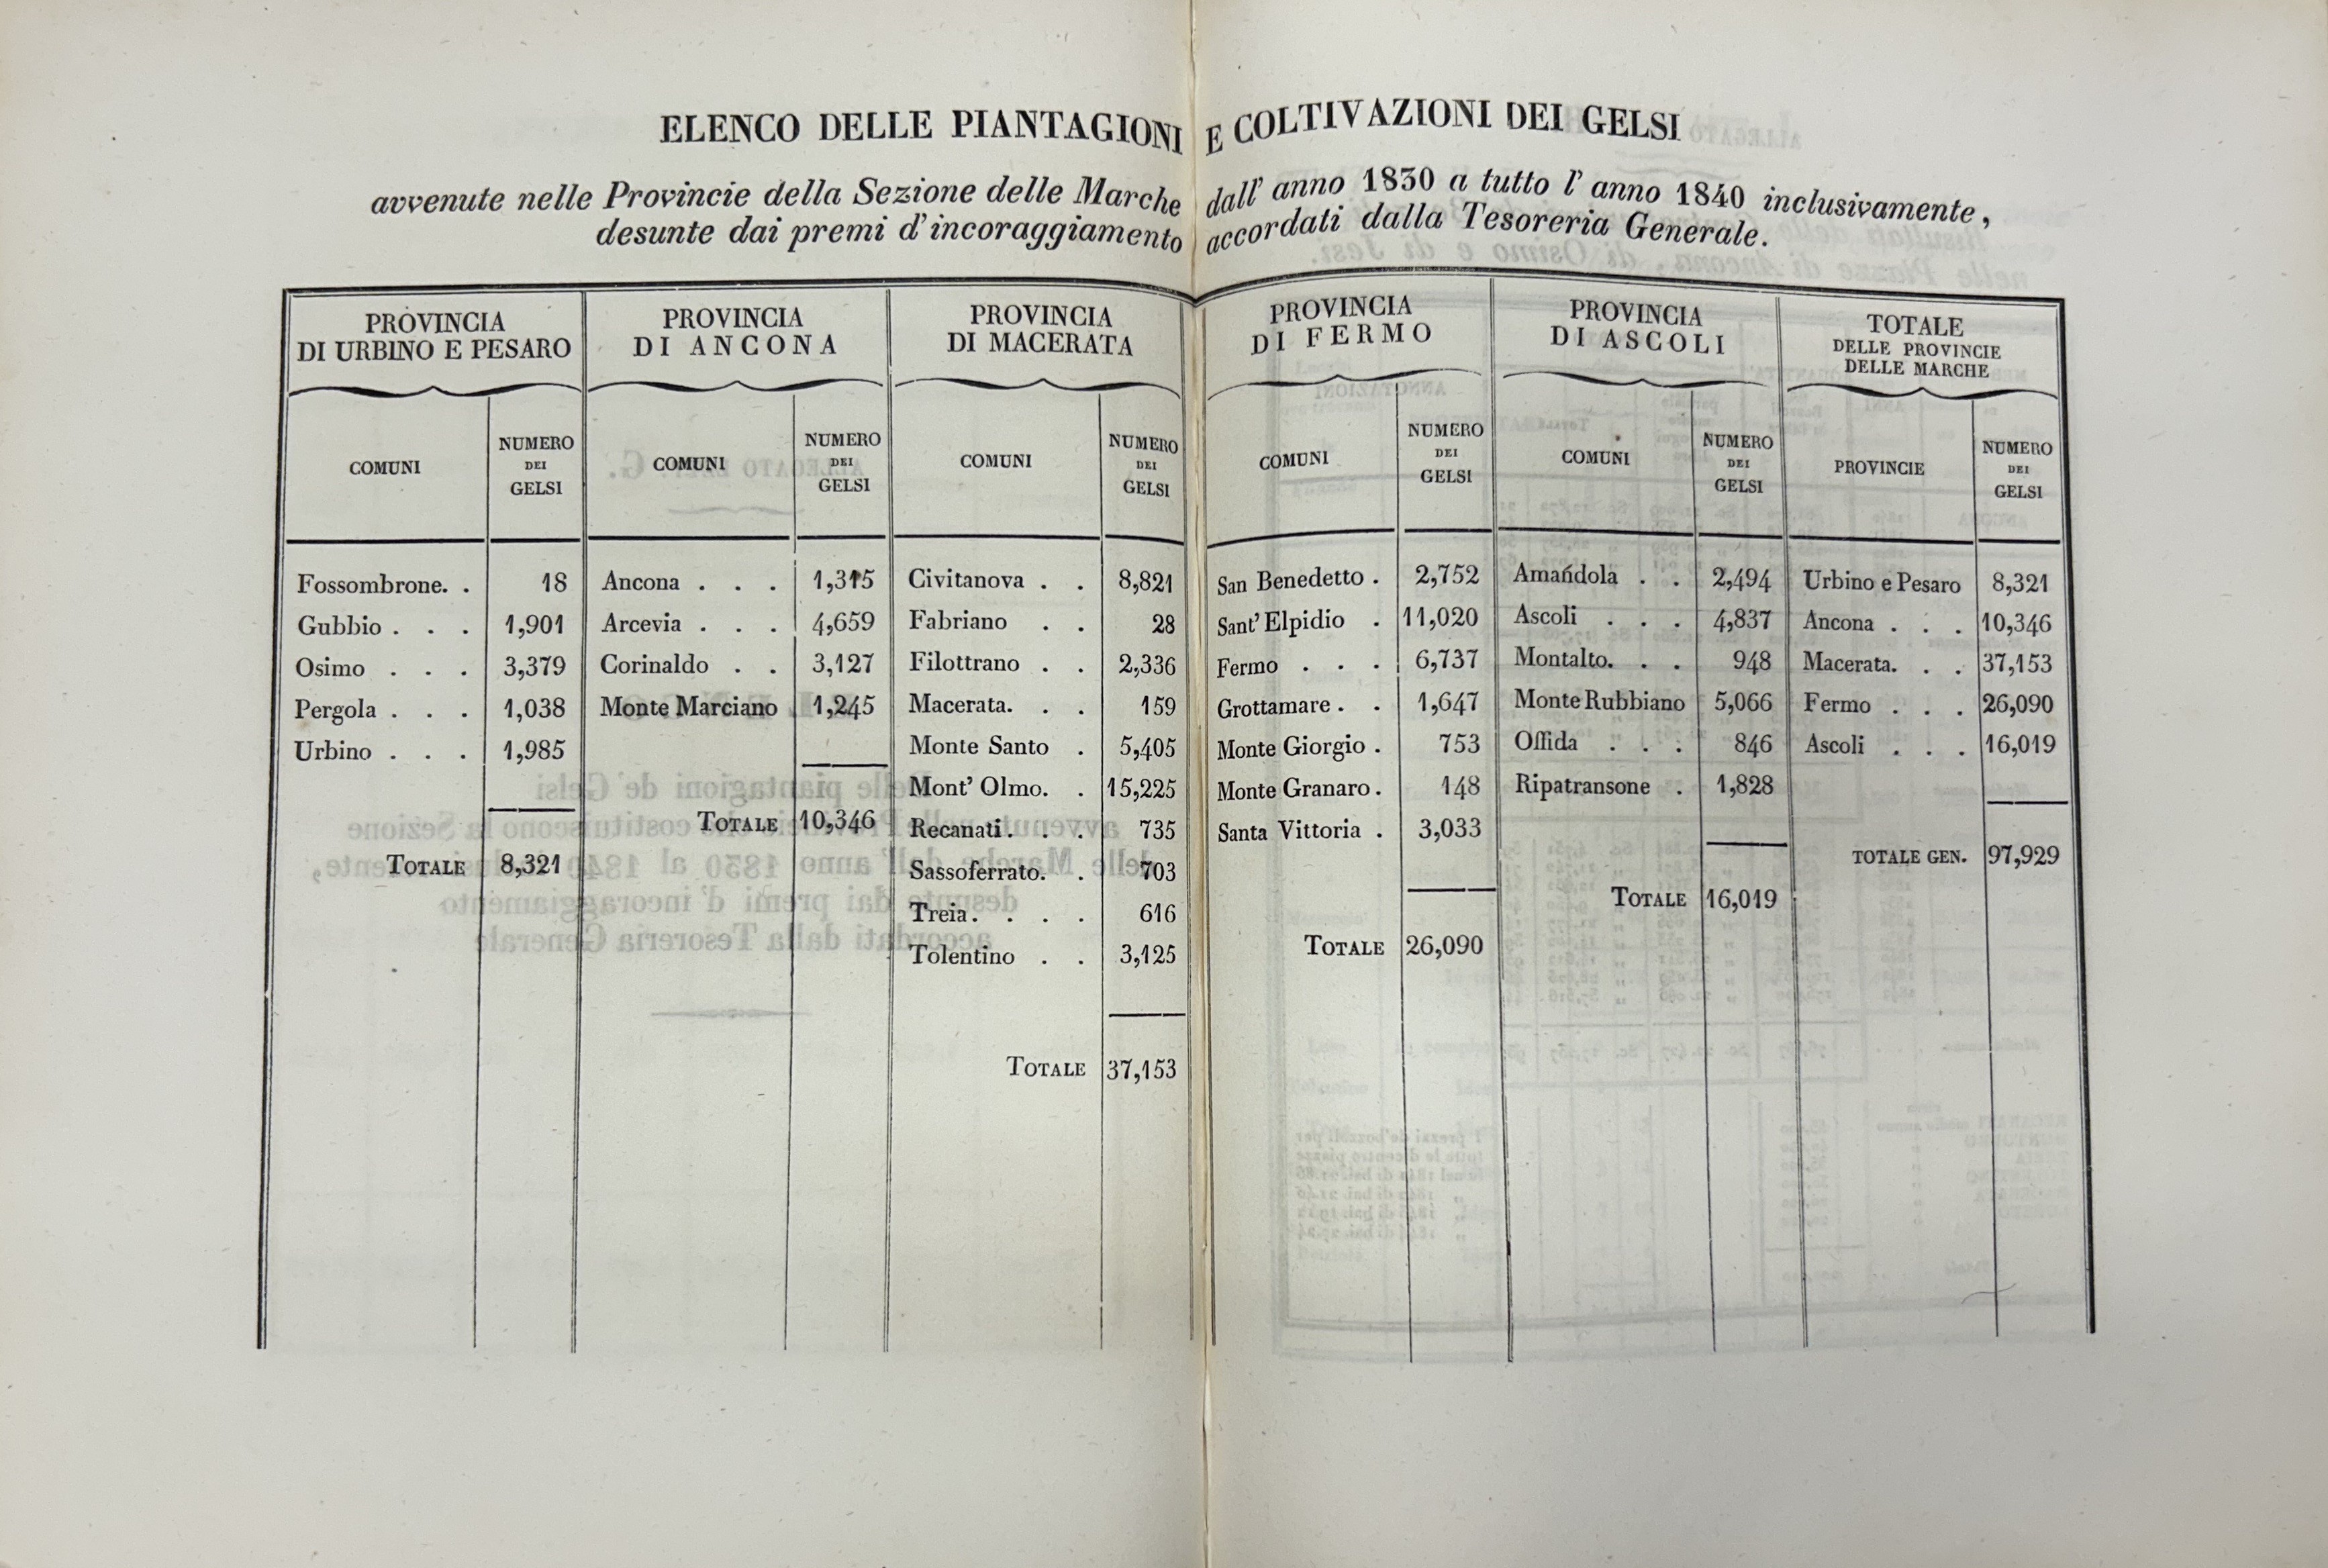 ELENCO DELLE PIANTAGIONI E COLTIVAZIONI DEI GELSI
avvenute nelle Provincie della Sezione delle Marche dall' anno 1830 a tutto l' anno 1840 inclusivamente,
desunte dai premi d'incoraggiamento accordati dalla Tesoreria Generale.
PROVINCIA
DI URBINO E PESARO
COMUNI
NUMERO
DEI
GELSI
Fossombrone. . 18
Gubbio . . . 1,901
Osimo . . . 3,379
Pergola . . . 1,038
Urbino . . . 1,985
TOTALE 8,321
PROVINCIA
DI ANCONA
COMUNI
NUMERO
DEI
GELSI
Ancona . . . 1,315
Arcevia . . . 4,659
Corinaldo . . 3,127
Monte Marciano 1,245
TOTALE 10,346
PROVINCIA
DI MACERATA
COMUNI
NUMERO
DEI
GELSI
Civitanova . . 8,821
Fabriano . . 28
Filottrano . . 2,336
Macerata. . . 159
Monte Santo . 5,405
Mont' Olmo. . 15,225
Recanati. . . 735
Sassoferrato. . 703
Treia. . . . 616
Tolentino . . 3,125
TOTALE 37,153
PROVINCIA
DI FERMO
COMUNI
NUMERO
DEI
GELSI
San Benedetto . 2,752
Sant' Elpidio . 11,020
Fermo . . . 6,737
Grottamare . . 1,647
Monte Giorgio . 753
Monte Granaro . 148
Santa Vittoria . 3,033
TOTALE 26,090
PROVINCIA
DI ASCOLI
COMUNI
NUMERO
DEI
GELSI
Amandola . . 2,494
Ascoli . . . 4,837
Montalto. . . 948
Monte Rubbiano 5,066
Offida . . . 846
Ripatransone . 1,828
TOTALE 16,019
TOTALE
DELLE PROVINCIE
DELLE MARCHE
PROVINCIE
NUMERO
DEI
GELSI
Urbino e Pesaro 8,321
Ancona . . . 10,346
Macerata. . . 37,153
Fermo . . . 26,090
Ascoli . . . 16,019
TOTALE GEN. 97,929